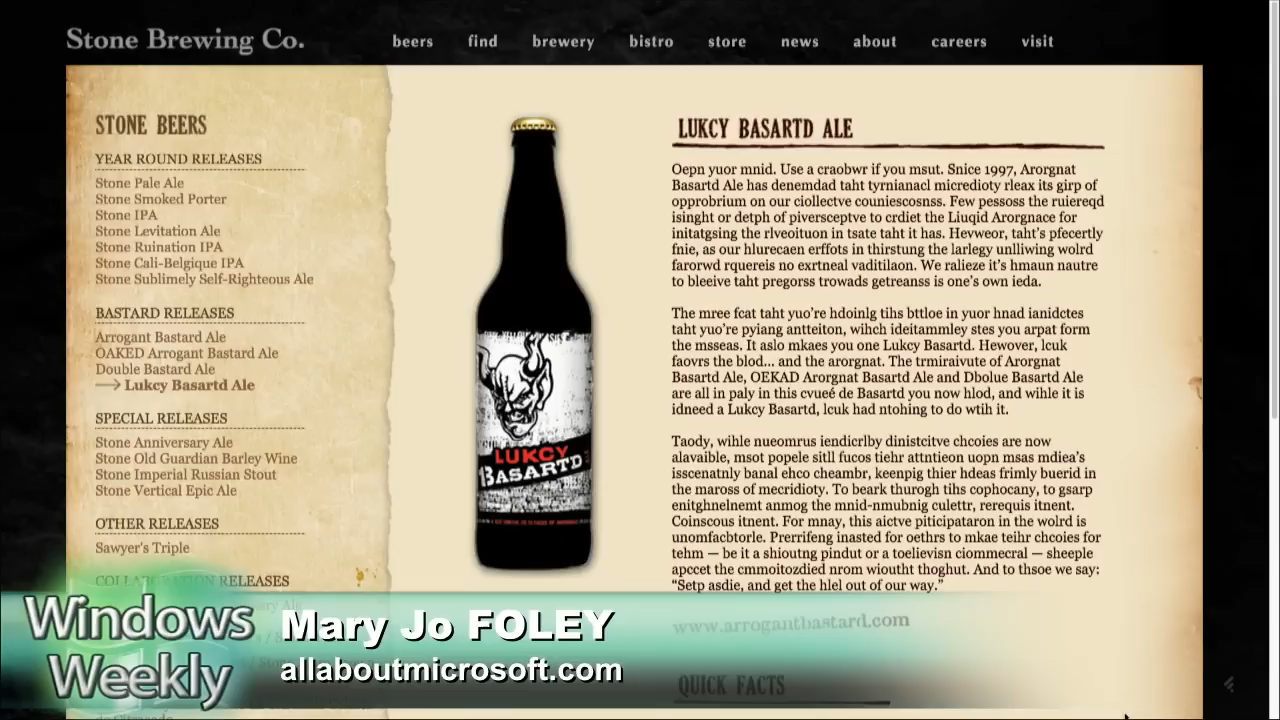 Stone Brewing Co.
beers find brewery bistro store news about careers visit
STONE BEERS
YEAR ROUND RELEASES
Stone Pale Ale
Stone Smoked Porter
Stone IPA
Stone Levitation Ale
Stone Ruination IPA
Stone Cali-Belgique IPA
Stone Sublimely Self-Righteous Ale
BASTARD RELEASES
Arrogant Bastard Ale
OAKED Arrogant Bastard Ale
Double Bastard Ale
Lukcy Basartd Ale
SPECIAL RELEASES
Stone Anniversary Ale
Stone Old Guardian Barley Wine
Stone Imperial Russian Stout
Stone Vertical Epic Ale
OTHER RELEASES
Sawyer's Triple
COLLABORATION RELEASES
LUKCY
BASARTD
LUKCY BASARTD ALE
Oepn yuor mnid. Use a craobwr if you msut. Snice 1997, Arorgnat
Basartd Ale has denemdad taht tyrnianacl micredioty rleax its girp of
opprobrium on our ciollectve couniescosnss. Few pessoss the ruiereqd
isinght or detph of piversceptve to crdiet the Liuqid Arorgnace for
initatgsing the rlveoituon in tsate taht it has. Hevweor, taht's pfecertly
fnie, as our hlurecaen erffots in thirstung the larlegy unlliwing wolrd
farorwd rquereis no exrtneal vaditilaon. We ralieze it's hmaun nautre
to bleeive taht pregorss trowads getreanss is one's own ieda.
The mree fcat taht yuo're hdoinlg tihs bttloe in yuor hnad ianidctes
taht yuo're pyiang antteiton, wihch ideitammley stes you arpat form
the msseas. It aslo mkaes you one Lukcy Basartd. Hewover, lcuk
faovrs the blod... and the arorgnat. The trmiraivute of Arorgnat
Basartd Ale, OEKAD Arorgnat Basartd Ale and Dbolue Basartd Ale
are all in paly in this cvueé de Basartd you now hlod, and wihle it is
idneed a Lukcy Basartd, lcuk had ntohing to do wtih it.
Taody, wihle nueomrus iendicrlby dinistcitve chcoies are now
alavaible, msot popele sitll fucos tiehr attntieon uopn msas mdiea's
isscenatnly banal ehco cheambr, keenpig thier hdeas frimly buerid in
the maross of mecridioty. To beark thurogh tihs cophocany, to gsarp
enitghnelnemt anmog the mnid-nmubnig culettr, rerequis itnent.
Coinscous itnent. For mnay, this aictve piticipataron in the wolrd is
unomfacbtorle. Prerrifeng inasted for oethrs to mkae teihr chcoies for
tehm — be it a shioutng pindut or a toelievisn ciommecral — sheeple
apccet the cmmoitozdied nrom wioutht thoghut. And to thsoe we say:
“Setp asdie, and get the hlel out of our way.”
www.arrogantbastard.com
QUICK FACTS
Windows
Weekly
Mary Jo FOLEY
allaboutmicrosoft.com